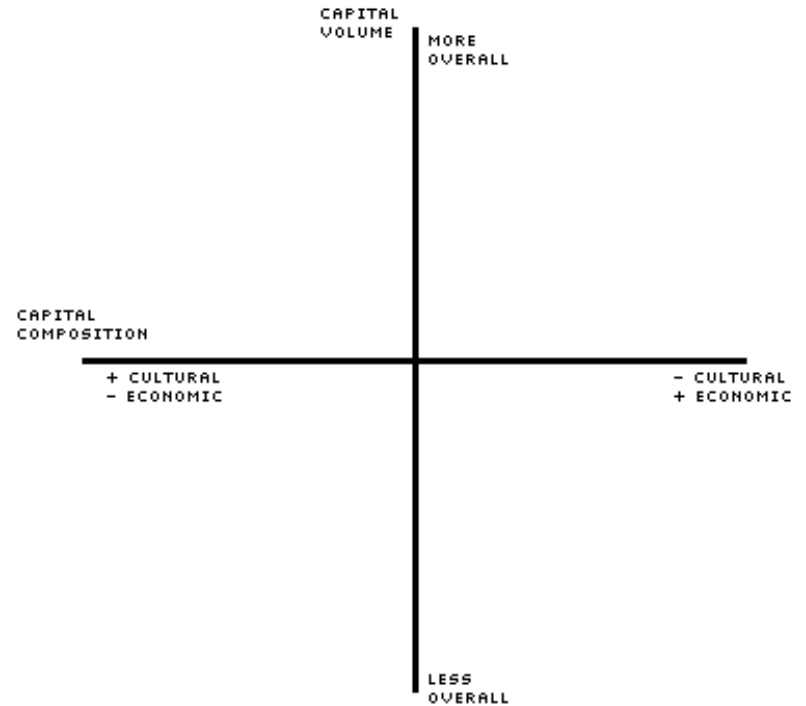 CAPITAL
VOLUME
MORE
OVERALL
CAPITAL
COMPOSITION
+ CULTURAL
- ECONOMIC
- CULTURAL
+ ECONOMIC
LESS
OVERALL